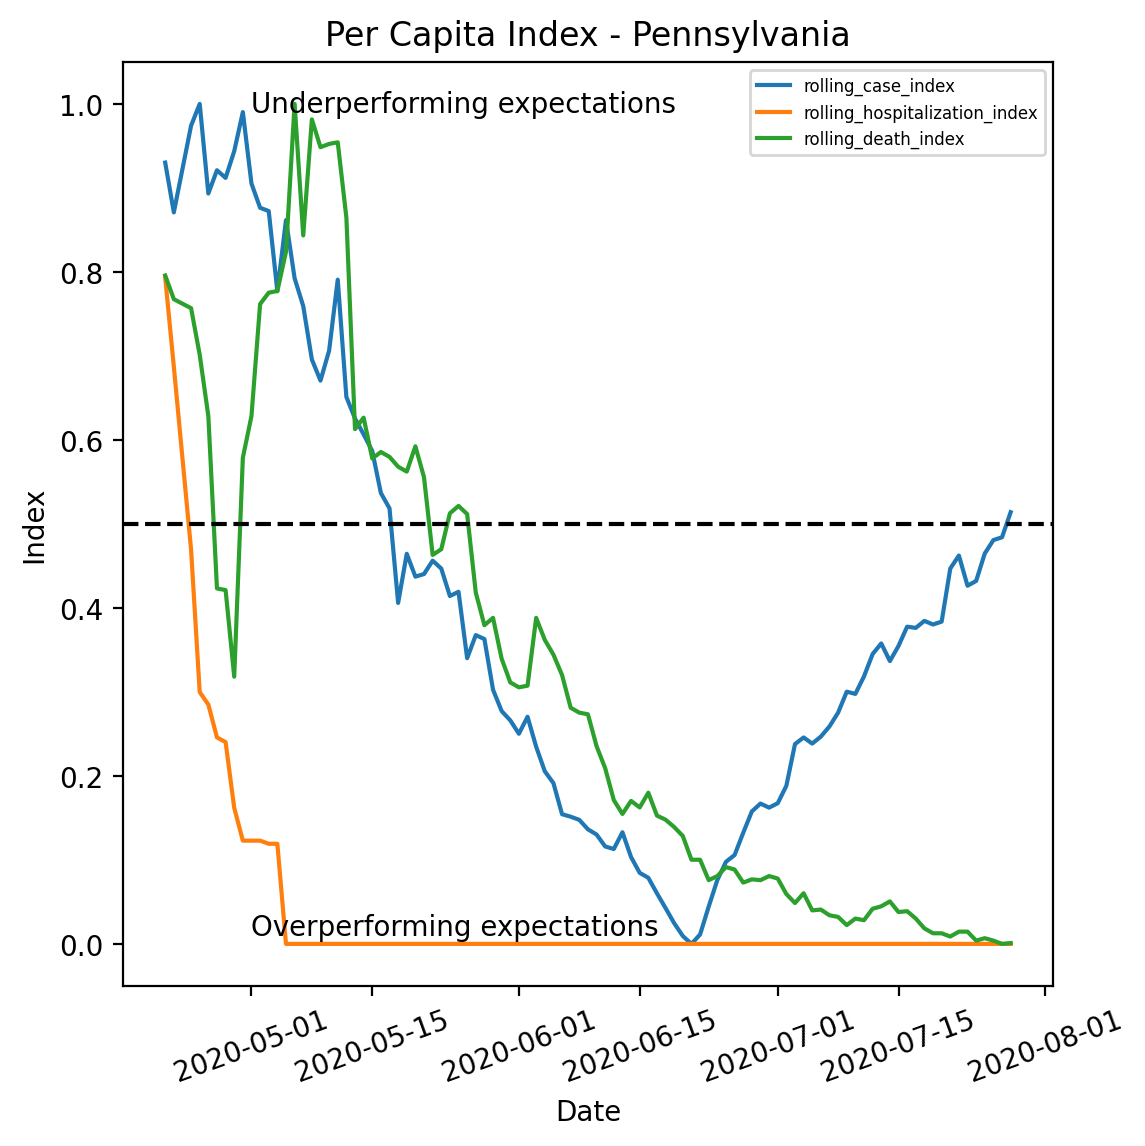 Per Capita Index - Pennsylvania
Underperforming expectations
rolling_case_index
rolling_hospitalization_index
rolling_death_index
1.0
0.8
0.6
0.4
0.2
0.0
Index
Overperforming expectations
2020-05-01
2020-05-15
2020-06-01
2020-06-15
2020-07-01
2020-07-15
2020-08-01
Date